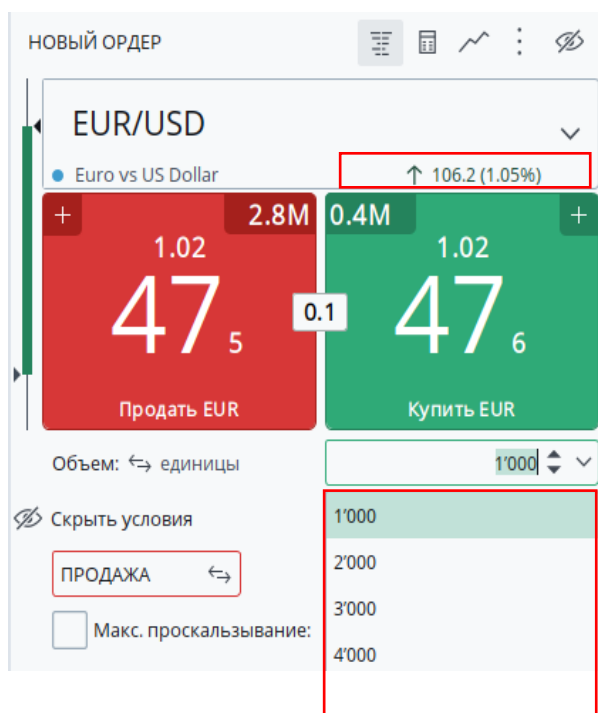 НОВЫЙ ОРДЕР
EUR/USD
Euro vs US Dollar ↑ 106.2 (1.05%)
+ 2.8M 0.4M +
1.02 1.02
47 5 0.1 47 6
Продать EUR Купить EUR
Объем: единицы 1’000
Скрыть условия 1’000
2’000
ПРОДАЖА
3’000
Макс. проскальзывание:
4’000